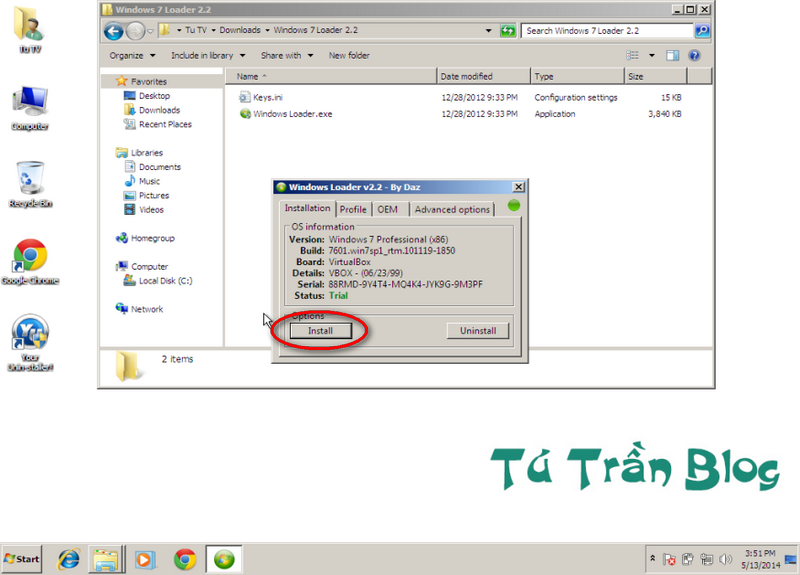 Windows 7 Loader 2.2
Tu TV
Computer
Recycle Bin
Google Chrome
Your
Unin-staller!
Tu TV
Downloads
Windows 7 Loader 2.2
Search Windows 7 Loader 2.2
Organize
Include in library
Share with
New folder
Favorites
Desktop
Downloads
Recent Places
Libraries
Documents
Music
Pictures
Videos
Homegroup
Computer
Local Disk (C:)
Network
Name
Date modified
Type
Size
Keys.ini
12/28/2012 9:33 PM
Configuration settings
15 KB
Windows Loader.exe
12/28/2012 9:33 PM
Application
3,840 KB
Windows Loader v2.2 - By Daz
Installation
Profile
OEM
Advanced options
OS information
Version: Windows 7 Professional (x86)
Build: 7601.win7sp1_rtm.101119-1850
Board: VirtualBox
Details: VBOX - (06/23/99)
Serial: 88RMD-9Y4T4-MQ4K4-JYK9G-9M3PF
Status: Trial
Options
Install
Uninstall
2 items
Tú Trần Blog
Start
3:51 PM
5/13/2014